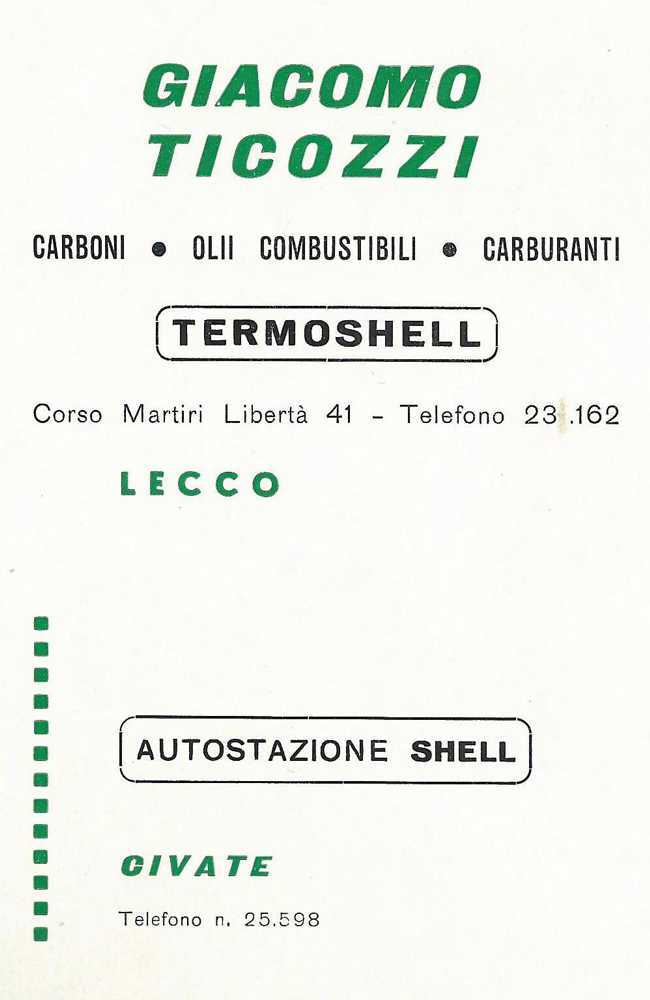 GIACOMO
TICOZZI
CARBONI ● OLII COMBUSTIBILI ● CARBURANTI
TERMOSHELL
Corso Martiri Libertà 41 - Telefono 23.162
LECCO
AUTOSTAZIONE SHELL
CIVATE
Telefono n. 25.598